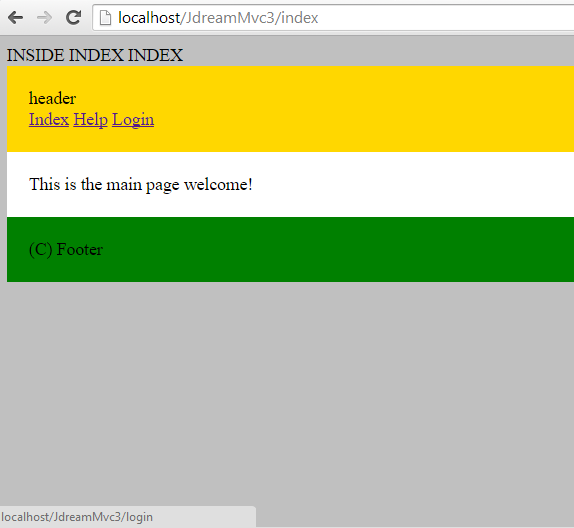 localhost/JdreamMvc3/index
INSIDE INDEX INDEX
header
Index Help Login
This is the main page welcome!
(C) Footer
localhost/JdreamMvc3/login